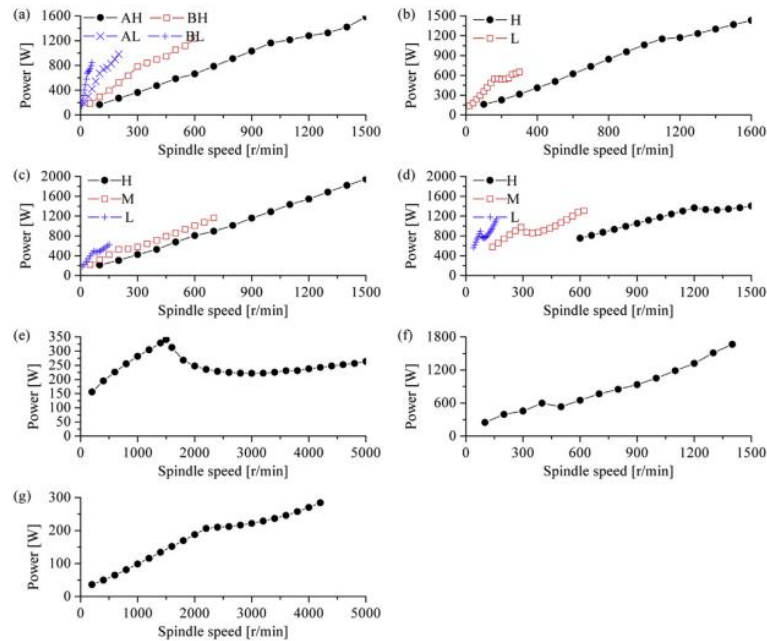 (a)
AH BH
AL BL
1600
1200
800
400
0
Power [W]
0 300 600 900 1200 1500
Spindle speed [r/min]
(b)
H
L
1500
1200
900
600
300
0
Power [W]
0 400 800 1200 1600
Spindle speed [r/min]
(c)
H
M
L
2000
1600
1200
800
400
0
Power [W]
0 300 600 900 1200 1500
Spindle speed [r/min]
(d)
H
M
L
2000
1600
1200
800
400
0
Power [W]
0 300 600 900 1200 1500
Spindle speed [r/min]
(e)
350
300
250
200
150
100
50
0
Power [W]
0 1000 2000 3000 4000 5000
Spindle speed [r/min]
(f)
1800
1200
600
0
Power [W]
0 300 600 900 1200 1500
Spindle speed [r/min]
(g)
300
200
100
0
Power [W]
0 1000 2000 3000 4000 5000
Spindle speed [r/min]